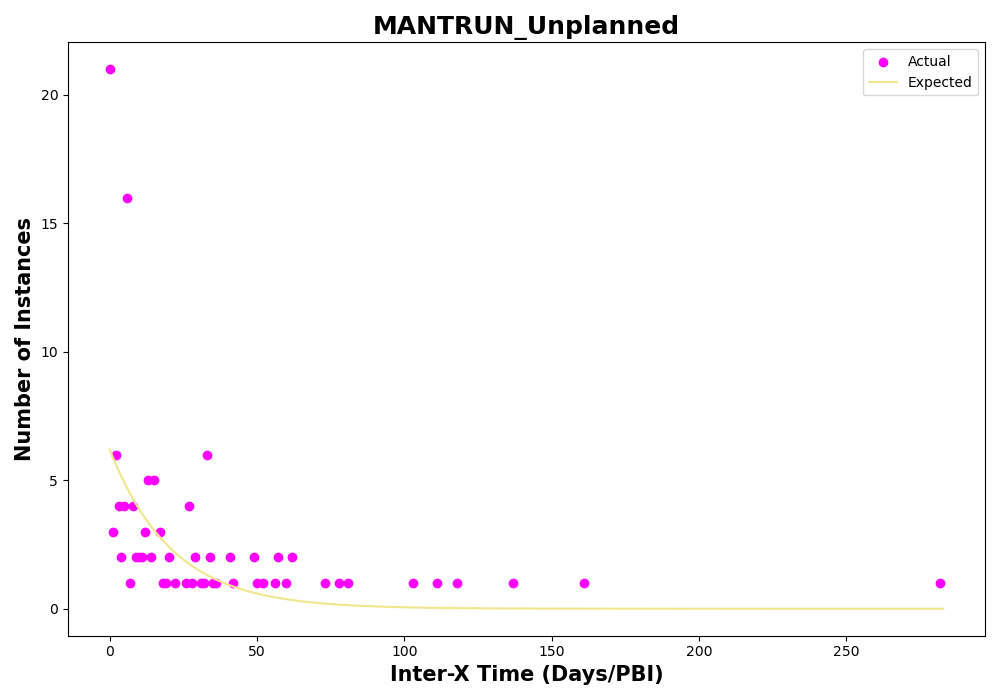 MANTRUN_Unplanned
Actual
Expected
Number of Instances
20
15
10
5
0
0
50
100
150
200
250
Inter-X Time (Days/PBI)